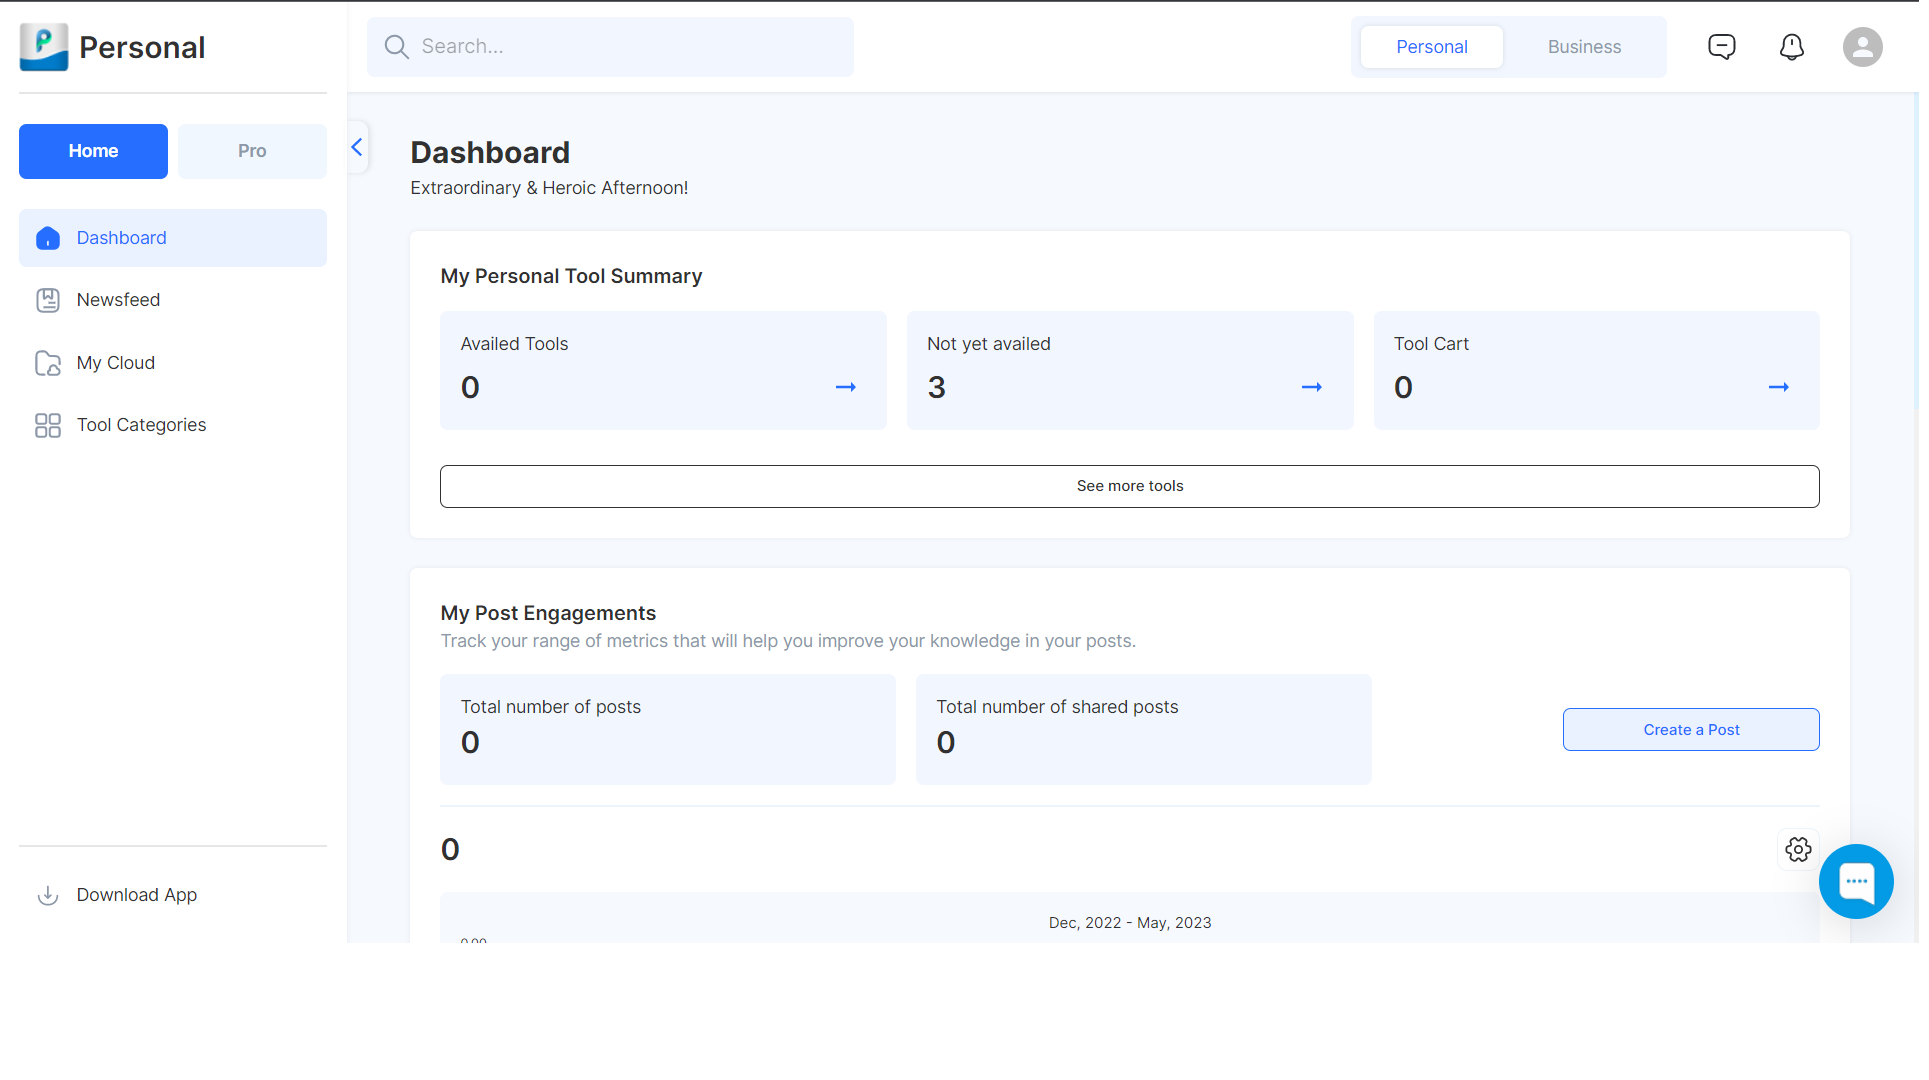 Personal
Search...
Personal
Business
Home
Pro
Dashboard
Newsfeed
My Cloud
Tool Categories
Download App
Dashboard
Extraordinary & Heroic Afternoon!
My Personal Tool Summary
Availed Tools
0
Not yet availed
3
Tool Cart
0
See more tools
My Post Engagements
Track your range of metrics that will help you improve your knowledge in your posts.
Total number of posts
0
Total number of shared posts
0
Create a Post
0
Dec, 2022 - May, 2023